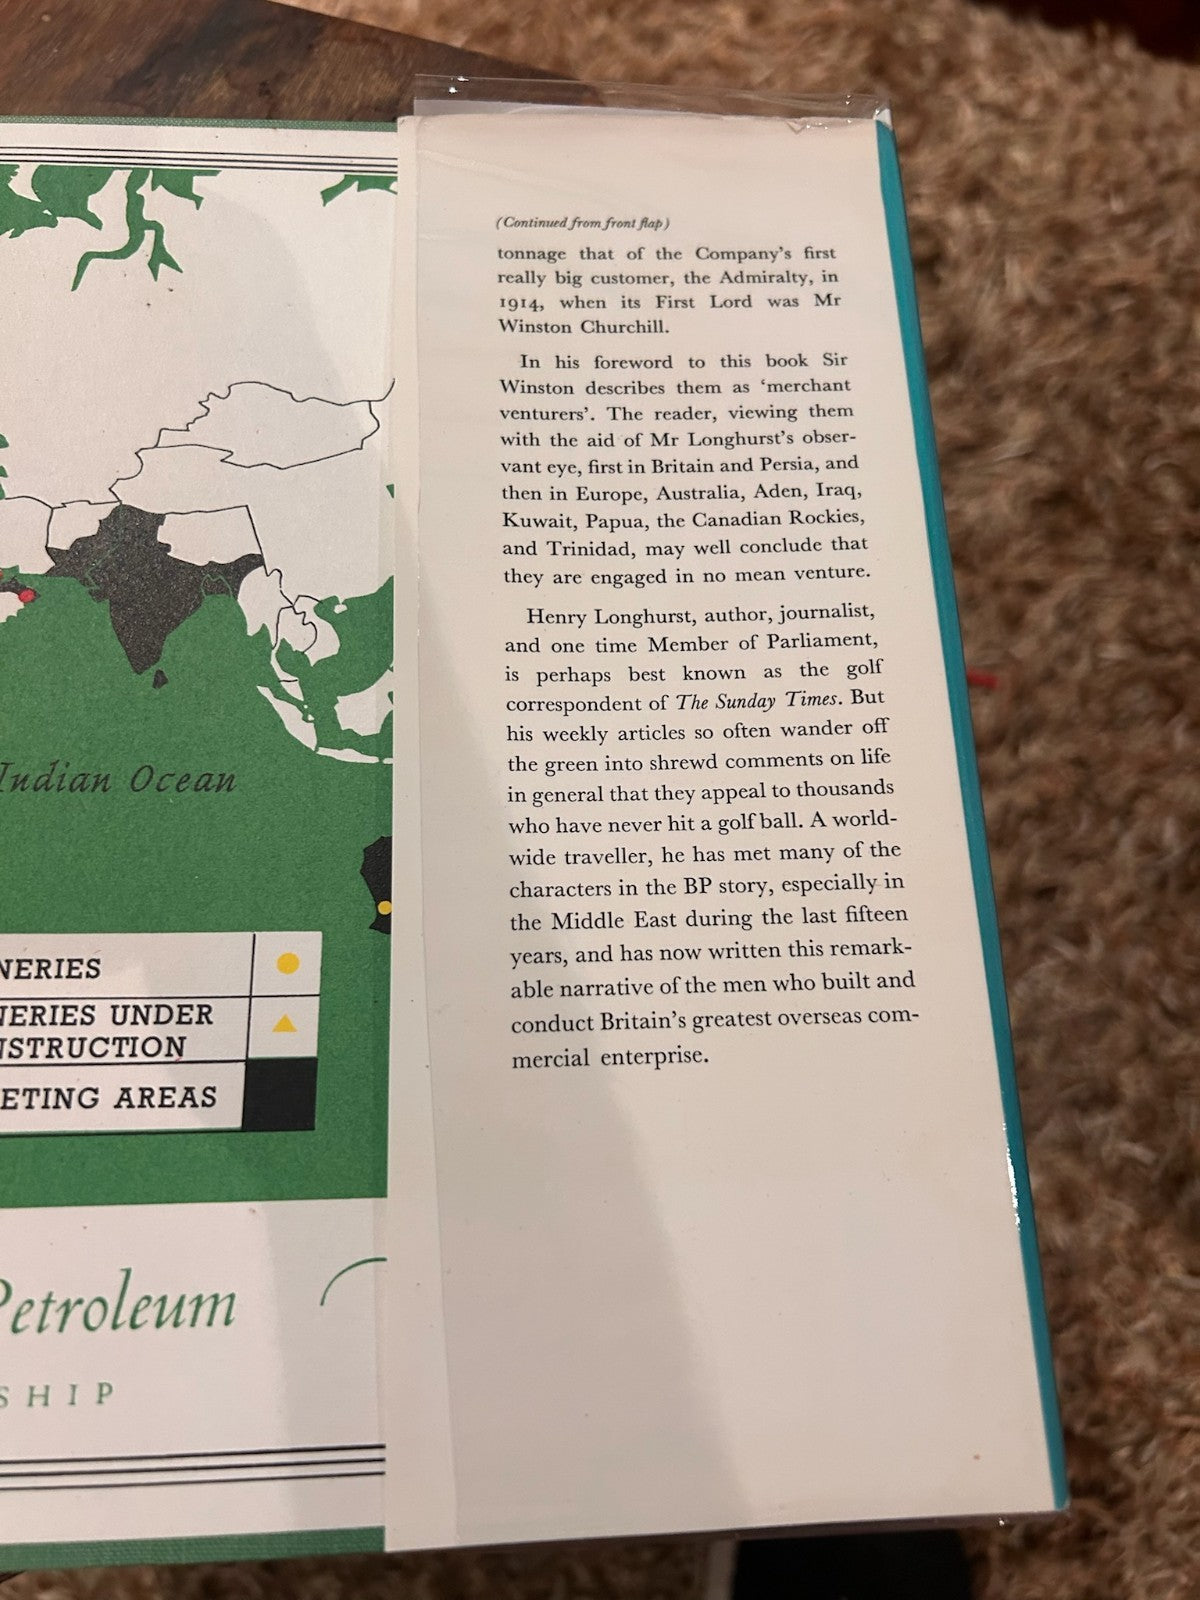 (Continued from front flap)
tonnage that of the Company's first
really big customer, the Admiralty, in
1914, when its First Lord was Mr
Winston Churchill.
In his foreword to this book Sir
Winston describes them as ‘merchant
venturers’. The reader, viewing them
with the aid of Mr Longhurst's obser-
vant eye, first in Britain and Persia, and
then in Europe, Australia, Aden, Iraq,
Kuwait, Papua, the Canadian Rockies,
and Trinidad, may well conclude that
they are engaged in no mean venture.
Henry Longhurst, author, journalist,
and one time Member of Parliament,
is perhaps best known as the golf
correspondent of The Sunday Times. But
his weekly articles so often wander off
the green into shrewd comments on life
in general that they appeal to thousands
who have never hit a golf ball. A world-
wide traveller, he has met many of the
characters in the BP story, especially in
the Middle East during the last fifteen
years, and has now written this remark-
able narrative of the men who built and
conduct Britain's greatest overseas com-
mercial enterprise.
Indian Ocean
NERIES
NERIES UNDER
NSTRUCTION
ETING AREAS
Petroleum
SHIP